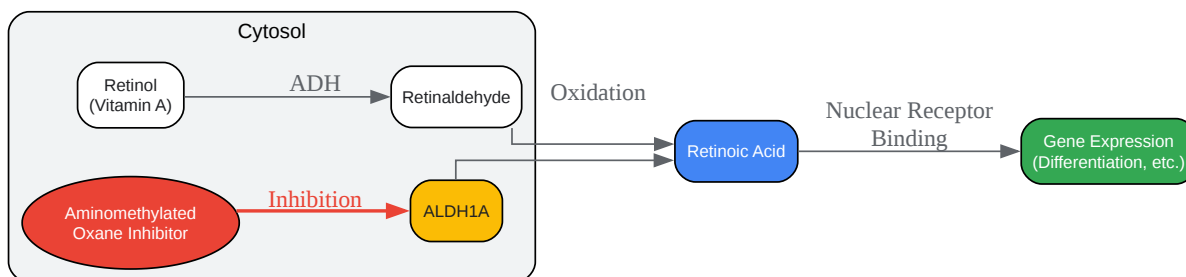 Cytosol
Retinol
(Vitamin A)
ADH
Retinaldehyde
Oxidation
Retinoic Acid
Nuclear Receptor
Binding
Gene Expression
(Differentiation, etc.)
Aminomethylated
Oxane Inhibitor
Inhibition
ALDH1A